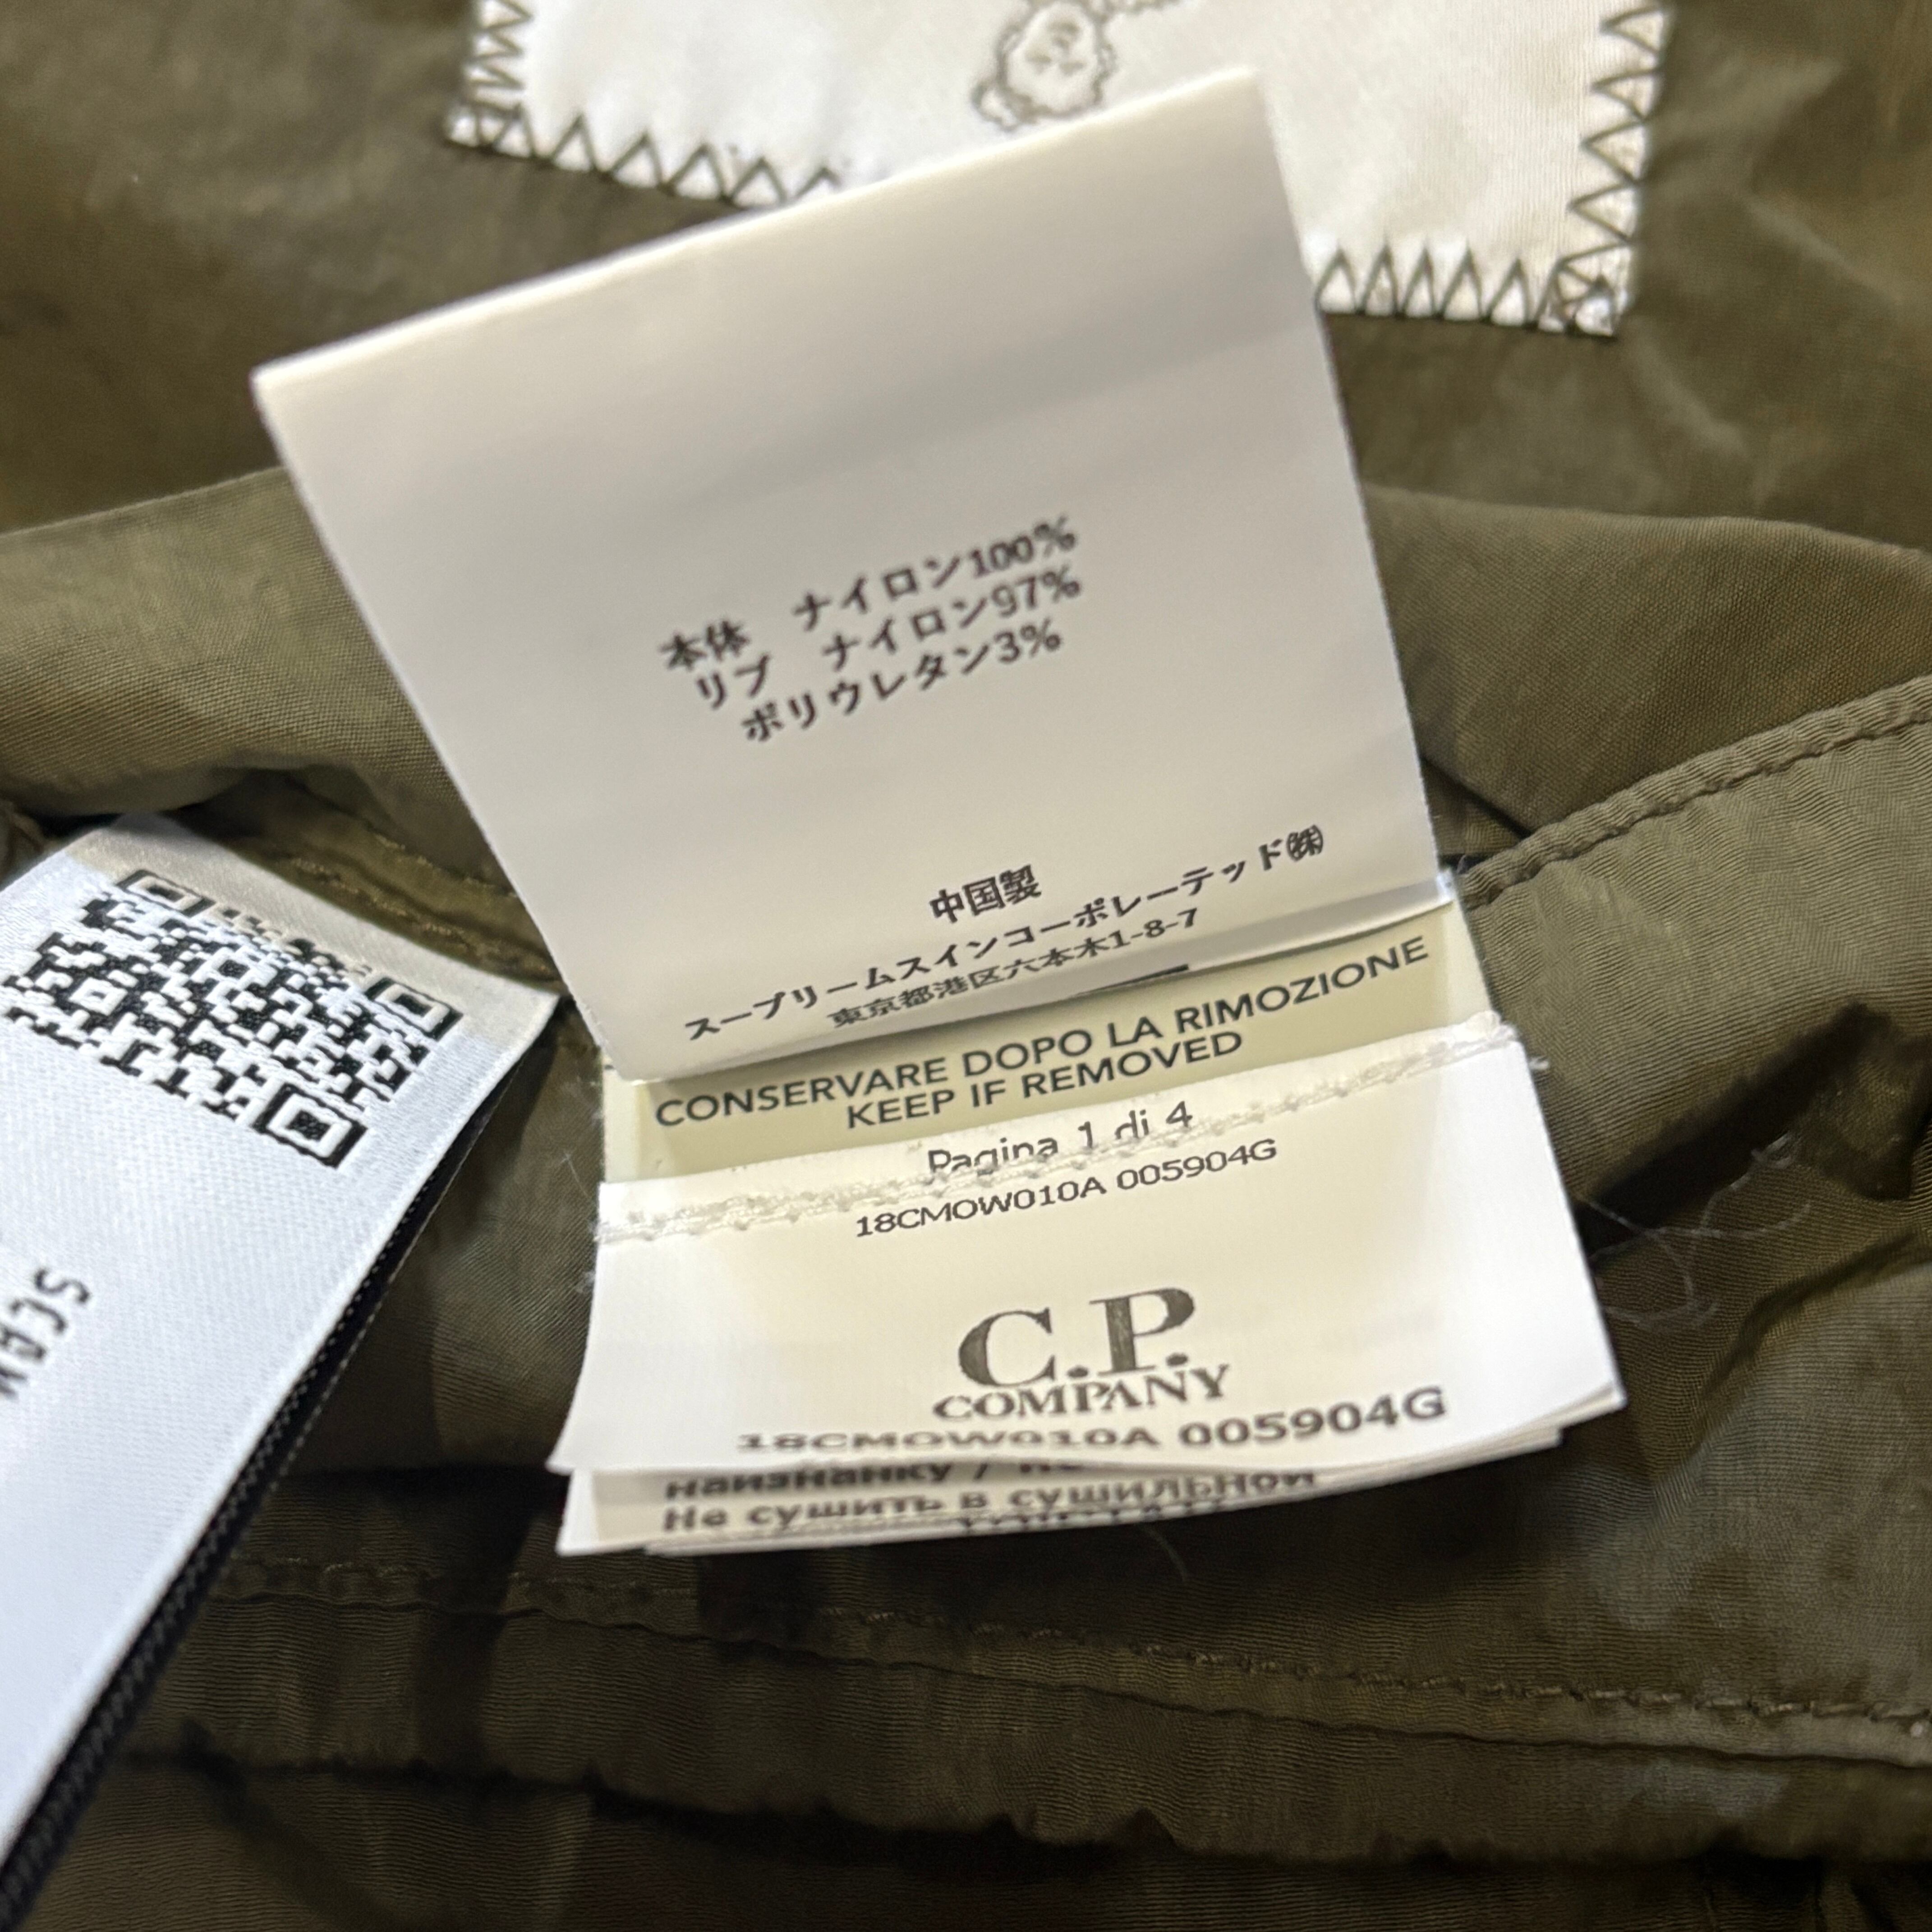 本体 ナイロン100%
リブ ナイロン97%
ポリウレタン3%
中国製
スープリームスインコーポレーテッド㈱
東京都港区六本木1-8-7
CONSERVARE DOPO LA RIMOZIONE
KEEP IF REMOVED
Pagina 1 di 4
18CMOW010A 005904G
C.P.
COMPANY
18CMOW010A 005904G
наизнанку /
Не сушить в сушильной
SCAN